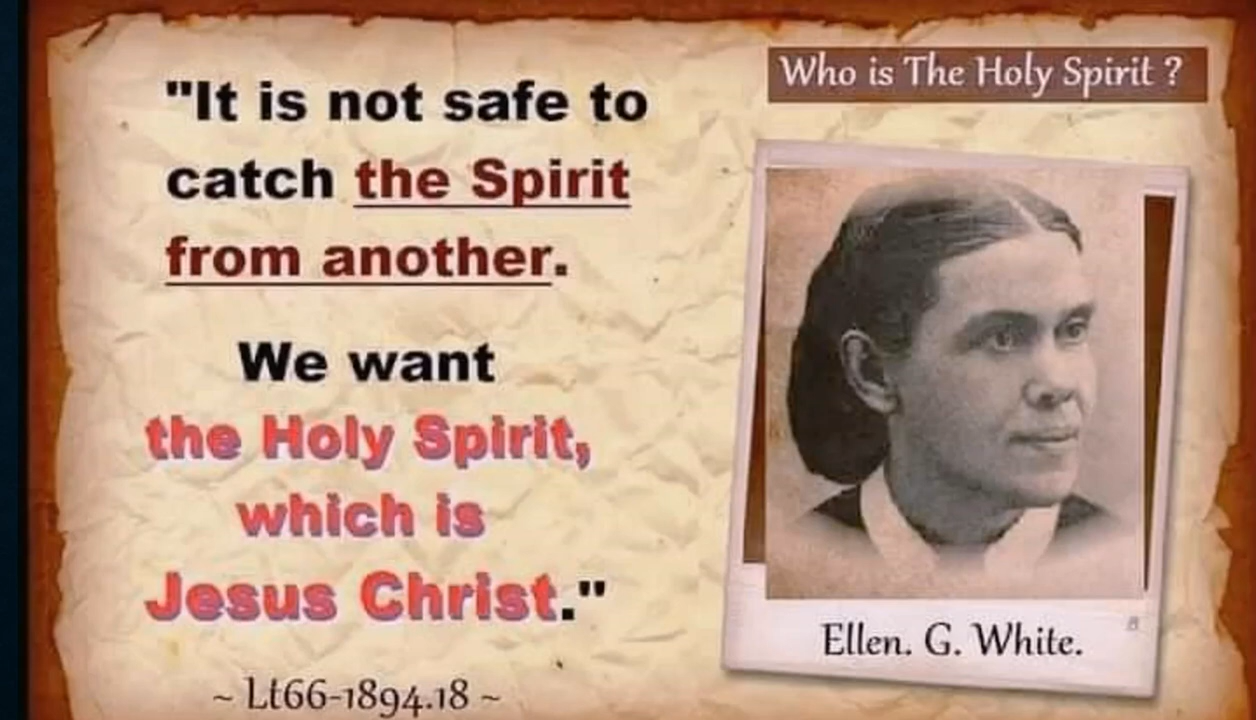 Who is The Holy Spirit ?
"It is not safe to
catch the Spirit
from another.
We want
the Holy Spirit,
which is
Jesus Christ."
~ Lt66-1894.18 ~
Ellen. G. White.